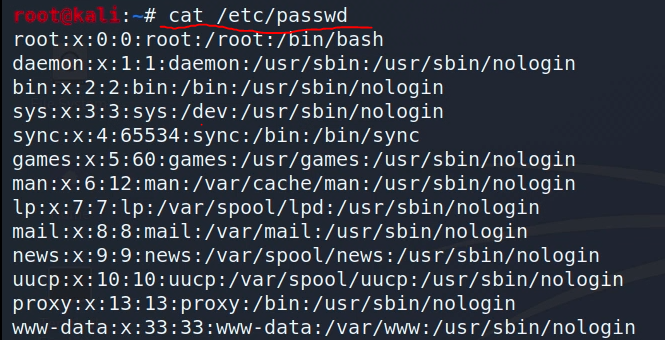 root@kali:~# cat /etc/passwd
root:x:0:0:root:/root:/bin/bash
daemon:x:1:1:daemon:/usr/sbin:/usr/sbin/nologin
bin:x:2:2:bin:/bin:/usr/sbin/nologin
sys:x:3:3:sys:/dev:/usr/sbin/nologin
sync:x:4:65534:sync:/bin:/bin/sync
games:x:5:60:games:/usr/games:/usr/sbin/nologin
man:x:6:12:man:/var/cache/man:/usr/sbin/nologin
lp:x:7:7:lp:/var/spool/lpd:/usr/sbin/nologin
mail:x:8:8:mail:/var/mail:/usr/sbin/nologin
news:x:9:9:news:/var/spool/news:/usr/sbin/nologin
uucp:x:10:10:uucp:/var/spool/uucp:/usr/sbin/nologin
proxy:x:13:13:proxy:/bin:/usr/sbin/nologin
www-data:x:33:33:www-data:/var/www:/usr/sbin/nologin